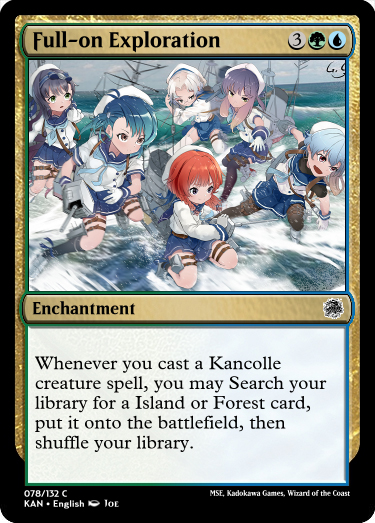 Full-on Exploration 3
Enchantment
Whenever you cast a Kancolle
creature spell, you may Search your
library for a Island or Forest card,
put it onto the battlefield, then
shuffle your library.
078/132 C
KAN • English JOE
MSE, Kadokawa Games, Wizard of the Coast